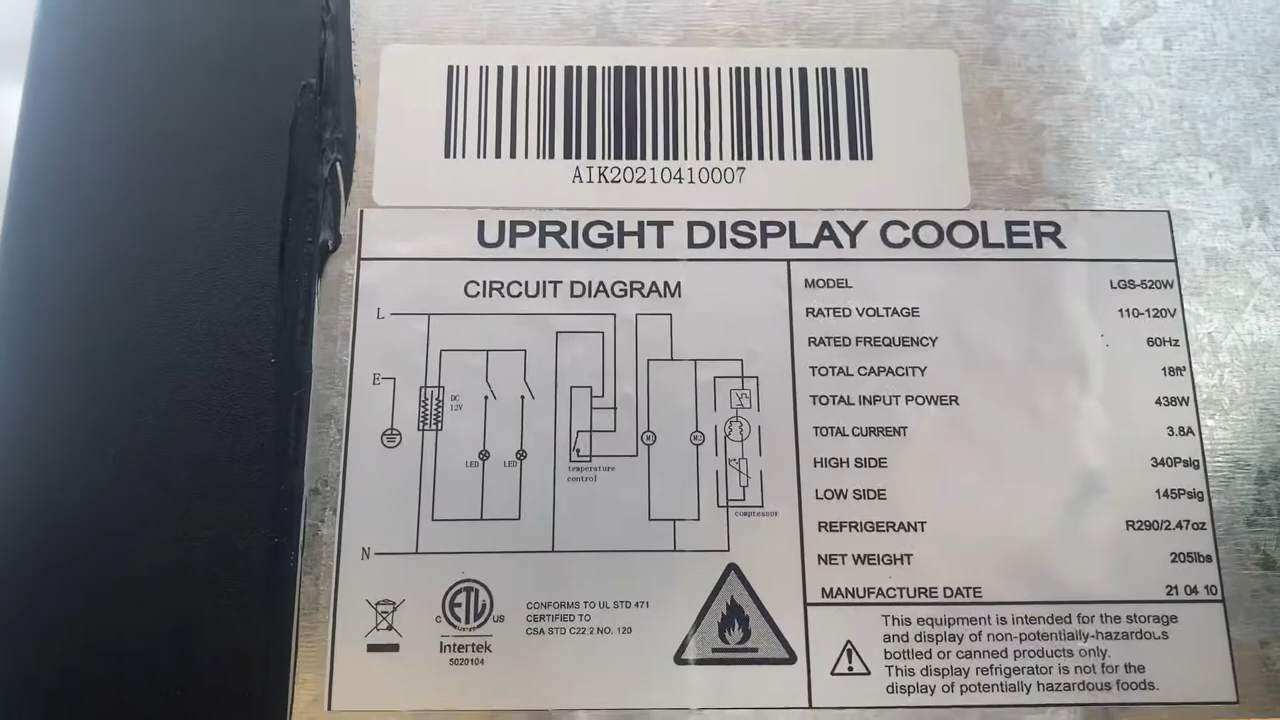 AIK20210410007
UPRIGHT DISPLAY COOLER
CIRCUIT DIAGRAM
L
E
DC
12V
LED
LED
temperature
control
M1
M2
compressor
N
MODEL LGS-520W
RATED VOLTAGE 110-120V
RATED FREQUENCY 60Hz
TOTAL CAPACITY 18ft³
TOTAL INPUT POWER 438W
TOTAL CURRENT 3.8A
HIGH SIDE 340Psig
LOW SIDE 145Psig
REFRIGERANT R290/2.47oz
NET WEIGHT 205lbs
MANUFACTURE DATE 21 04 10
C ETL US
LISTED
Intertek
5020104
CONFORMS TO UL STD.471
CERTIFIED TO
CSA STD C22.2 NO. 120
This equipment is intended for the storage
and display of non-potentially-hazardous
bottled or canned products only.
This display refrigerator is not for the
display of potentially hazardous foods.